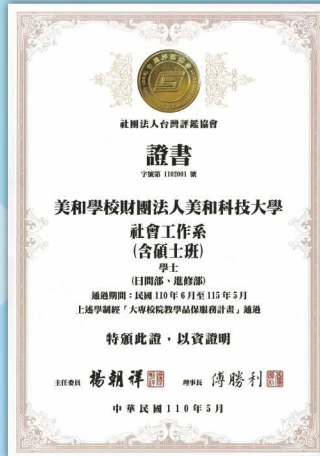 社團法人台灣評鑑協會
證書
字號第 1102001 號
美和學校財團法人美和科技大學
社會工作系
(含碩士班)
學士
(日間部、進修部)
通過期間：民國 110 年 6 月至 115 年 5 月
上述學制經「大專校院教學品保服務計畫」通過
特頒此證，以資證明
主任委員 楊朝祥 理事長 傅勝利
中華民國110年5月